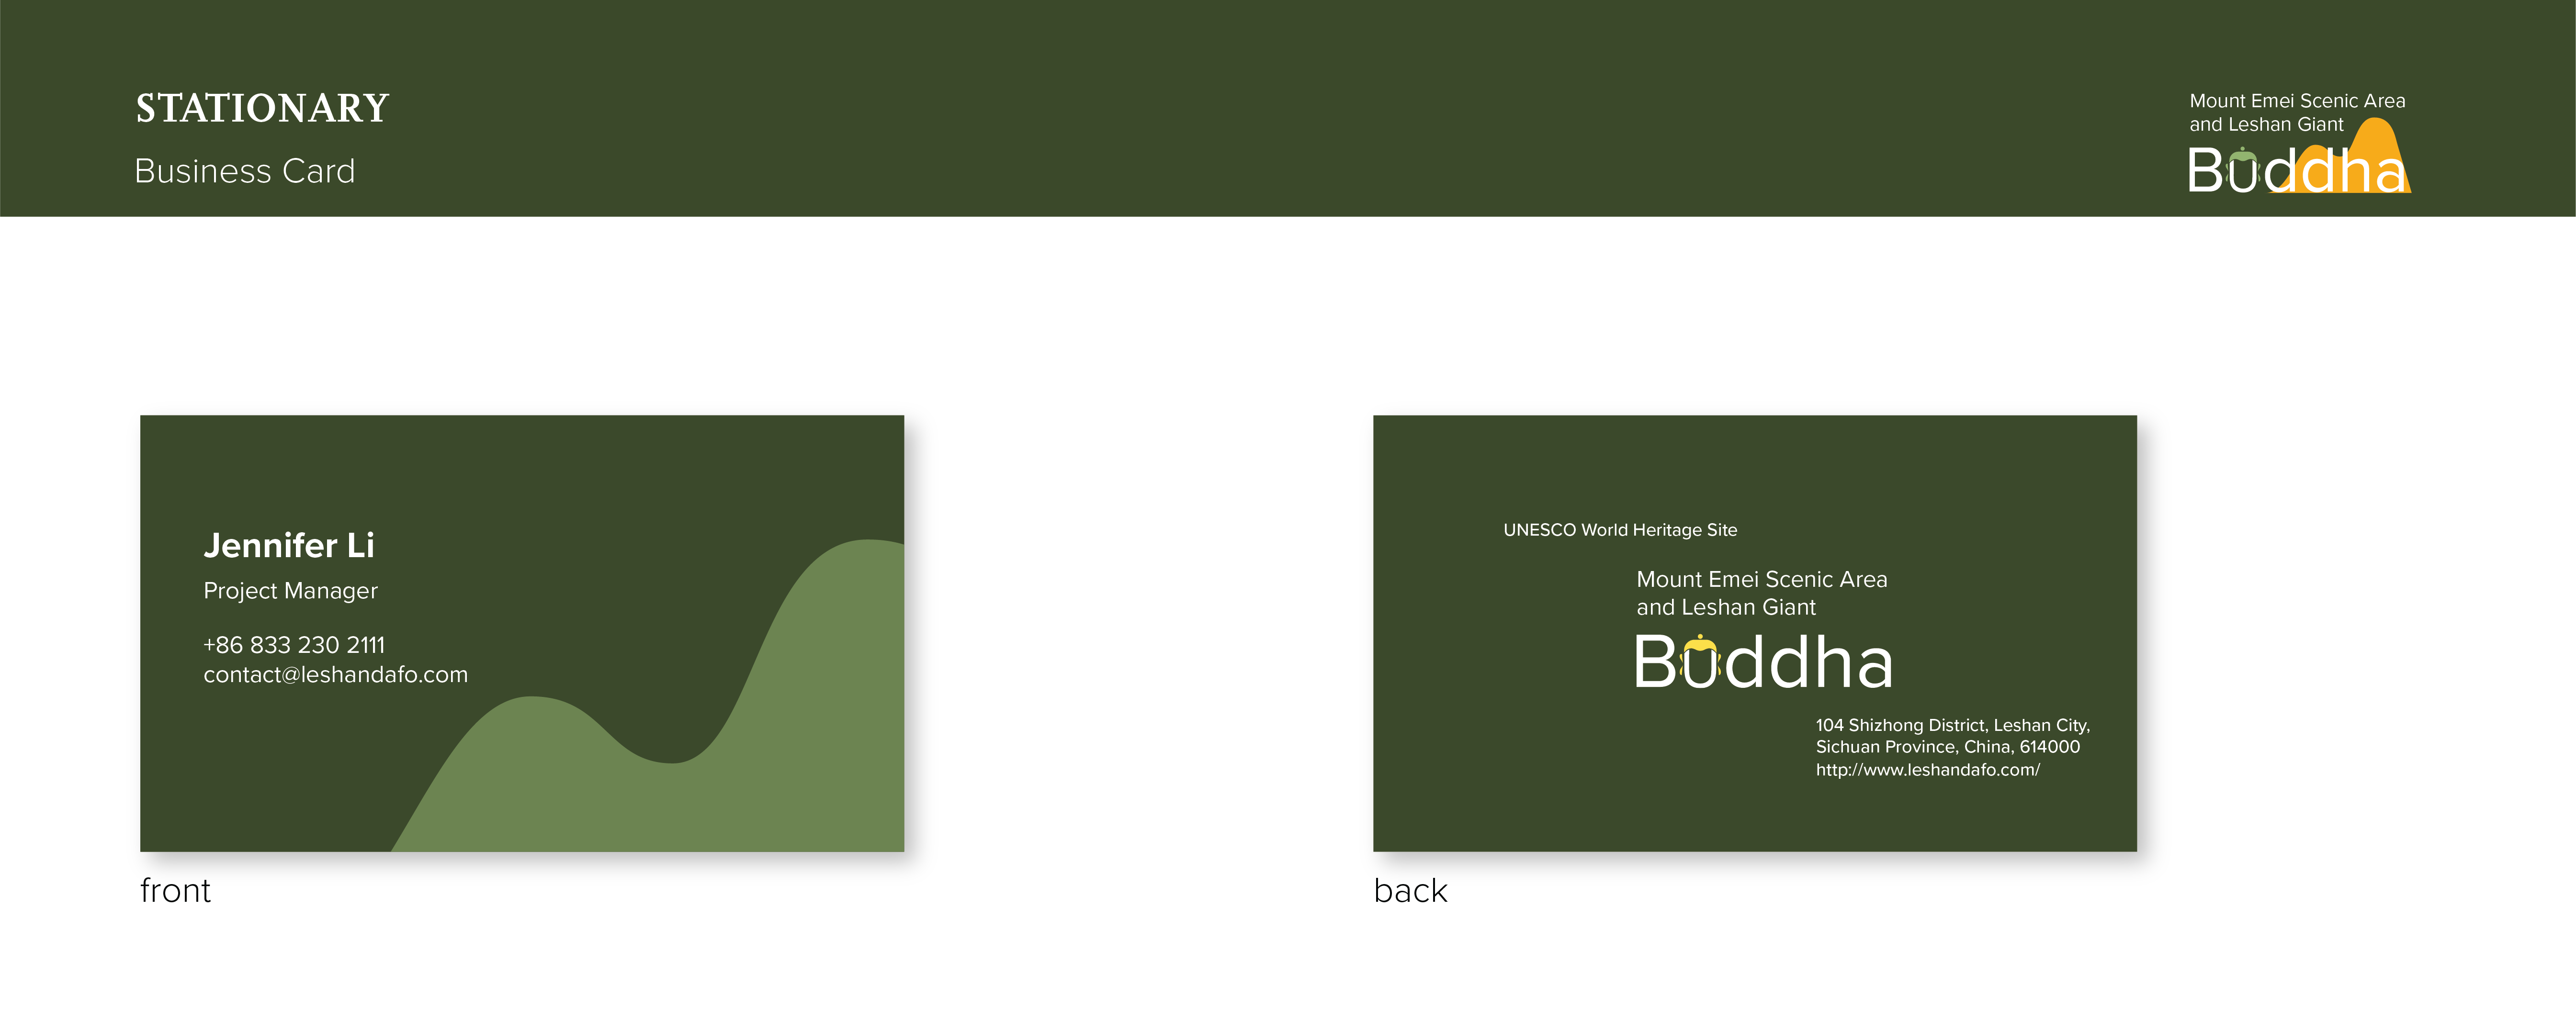 STATIONARY
Business Card
Mount Emei Scenic Area
and Leshan Giant
Buddha
Jennifer Li
Project Manager
+86 833 230 2111
contact@leshandafo.com
front
UNESCO World Heritage Site
Mount Emei Scenic Area
and Leshan Giant
Buddha
104 Shizhong District, Leshan City,
Sichuan Province, China, 614000
http://www.leshandafo.com/
back